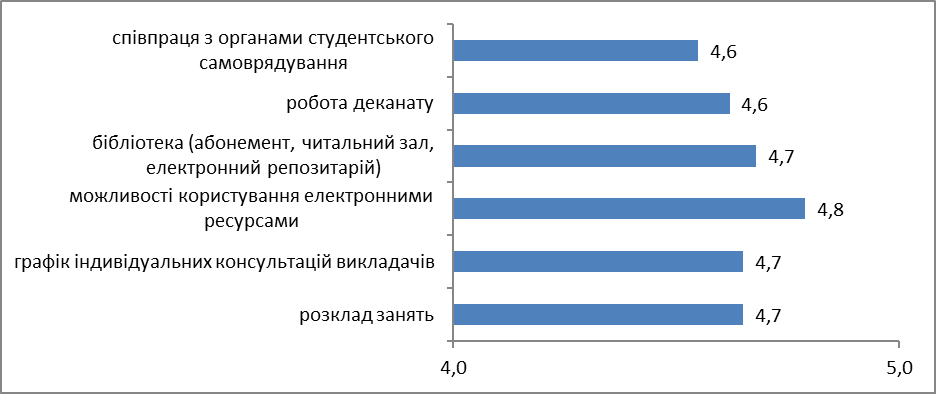 співпраця з органами студентського
самоврядування
4,6
робота деканату
4,6
бібліотека (абонемент, читальний зал,
електронний репозитарій)
4,7
можливості користування електронними
ресурсами
4,8
графік індивідуальних консультацій викладачів
4,7
розклад занять
4,7
4,0
5,0